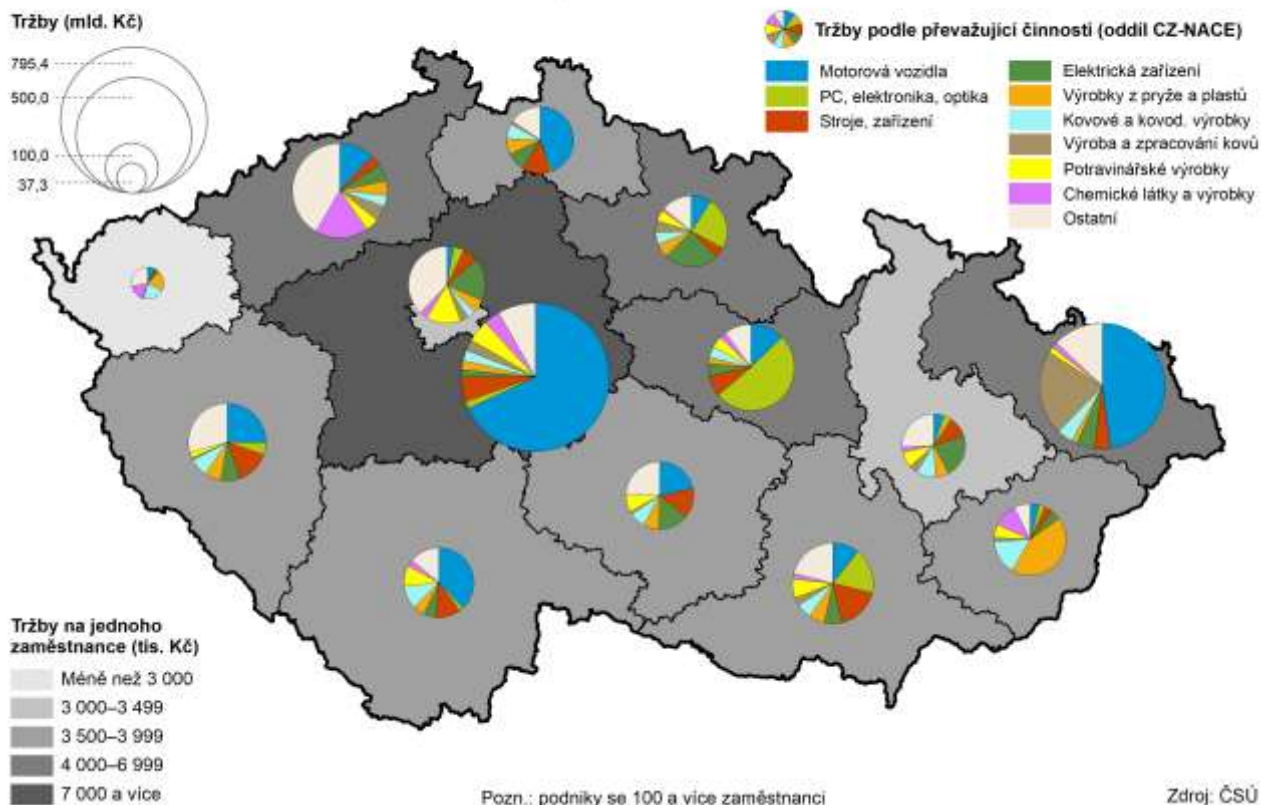 Tržby (mld. Kč)
795,4
500,0
100,0
37,3
Tržby podle převažující činnosti (oddíl CZ-NACE)
Motorová vozidla
PC, elektronika, optika
Stroje, zařízení
Elektrická zařízení
Výrobky z pryže a plastů
Kovové a kovod. výrobky
Výroba a zpracování kovů
Potravinářské výrobky
Chemické látky a výrobky
Ostatní
Tržby na jednoho
zaměstnance (tis. Kč)
Méně než 3 000
3 000–3 499
3 500–3 999
4 000–6 999
7 000 a více
Pozn.: podniky se 100 a více zaměstnanci
Zdroj: ČSÚ